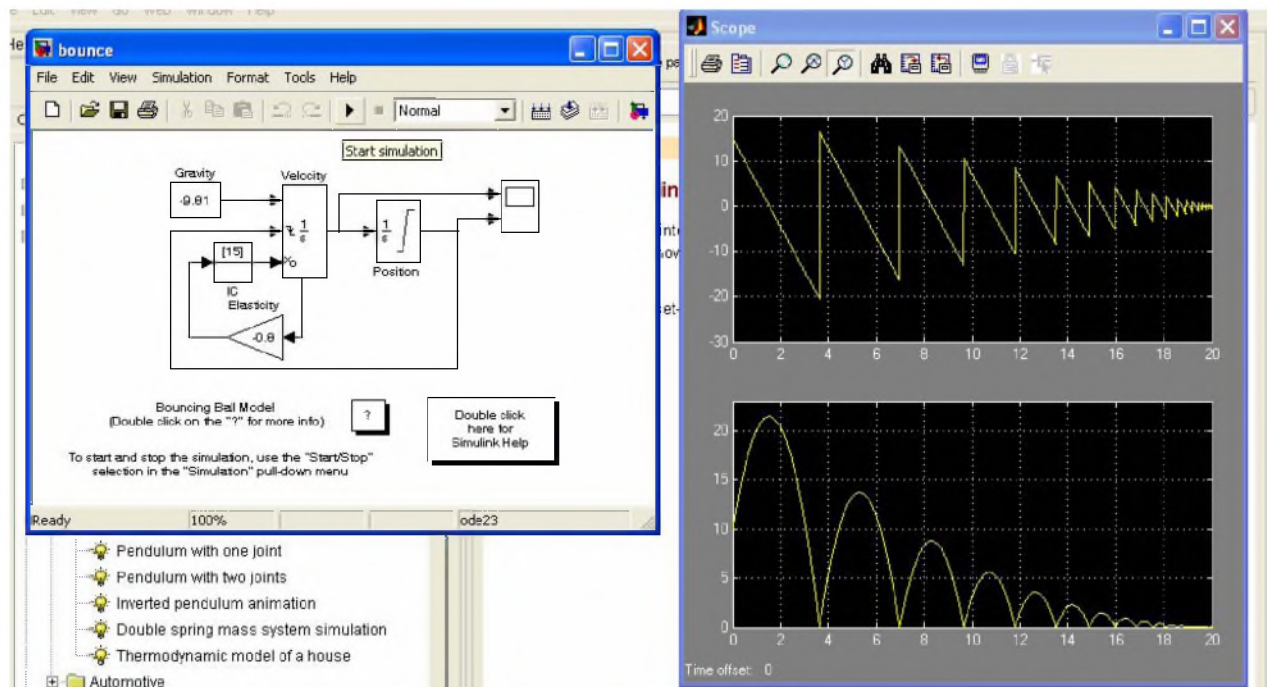 bounce
File Edit View Simulation Format Tools Help
Normal
Start simulation
Gravity
-9.81
Velocity
1
s
xo
1
s
Position
[15]
IC
Elasticity
-0.8
Bouncing Ball Model
(Double click on the "?" for more info)
?
Double click
here for
Simulink Help
To start and stop the simulation, use the "Start/Stop"
selection in the "Simulation" pull-down menu
Ready 100% ode23
Pendulum with one joint
Pendulum with two joints
Inverted pendulum animation
Double spring mass system simulation
Thermodynamic model of a house
Automotive
Scope
20
10
0
-10
-20
-30
0 2 4 6 8 10 12 14 16 18 20
20
15
10
5
0
0 2 4 6 8 10 12 14 16 18 20
Time offset: 0